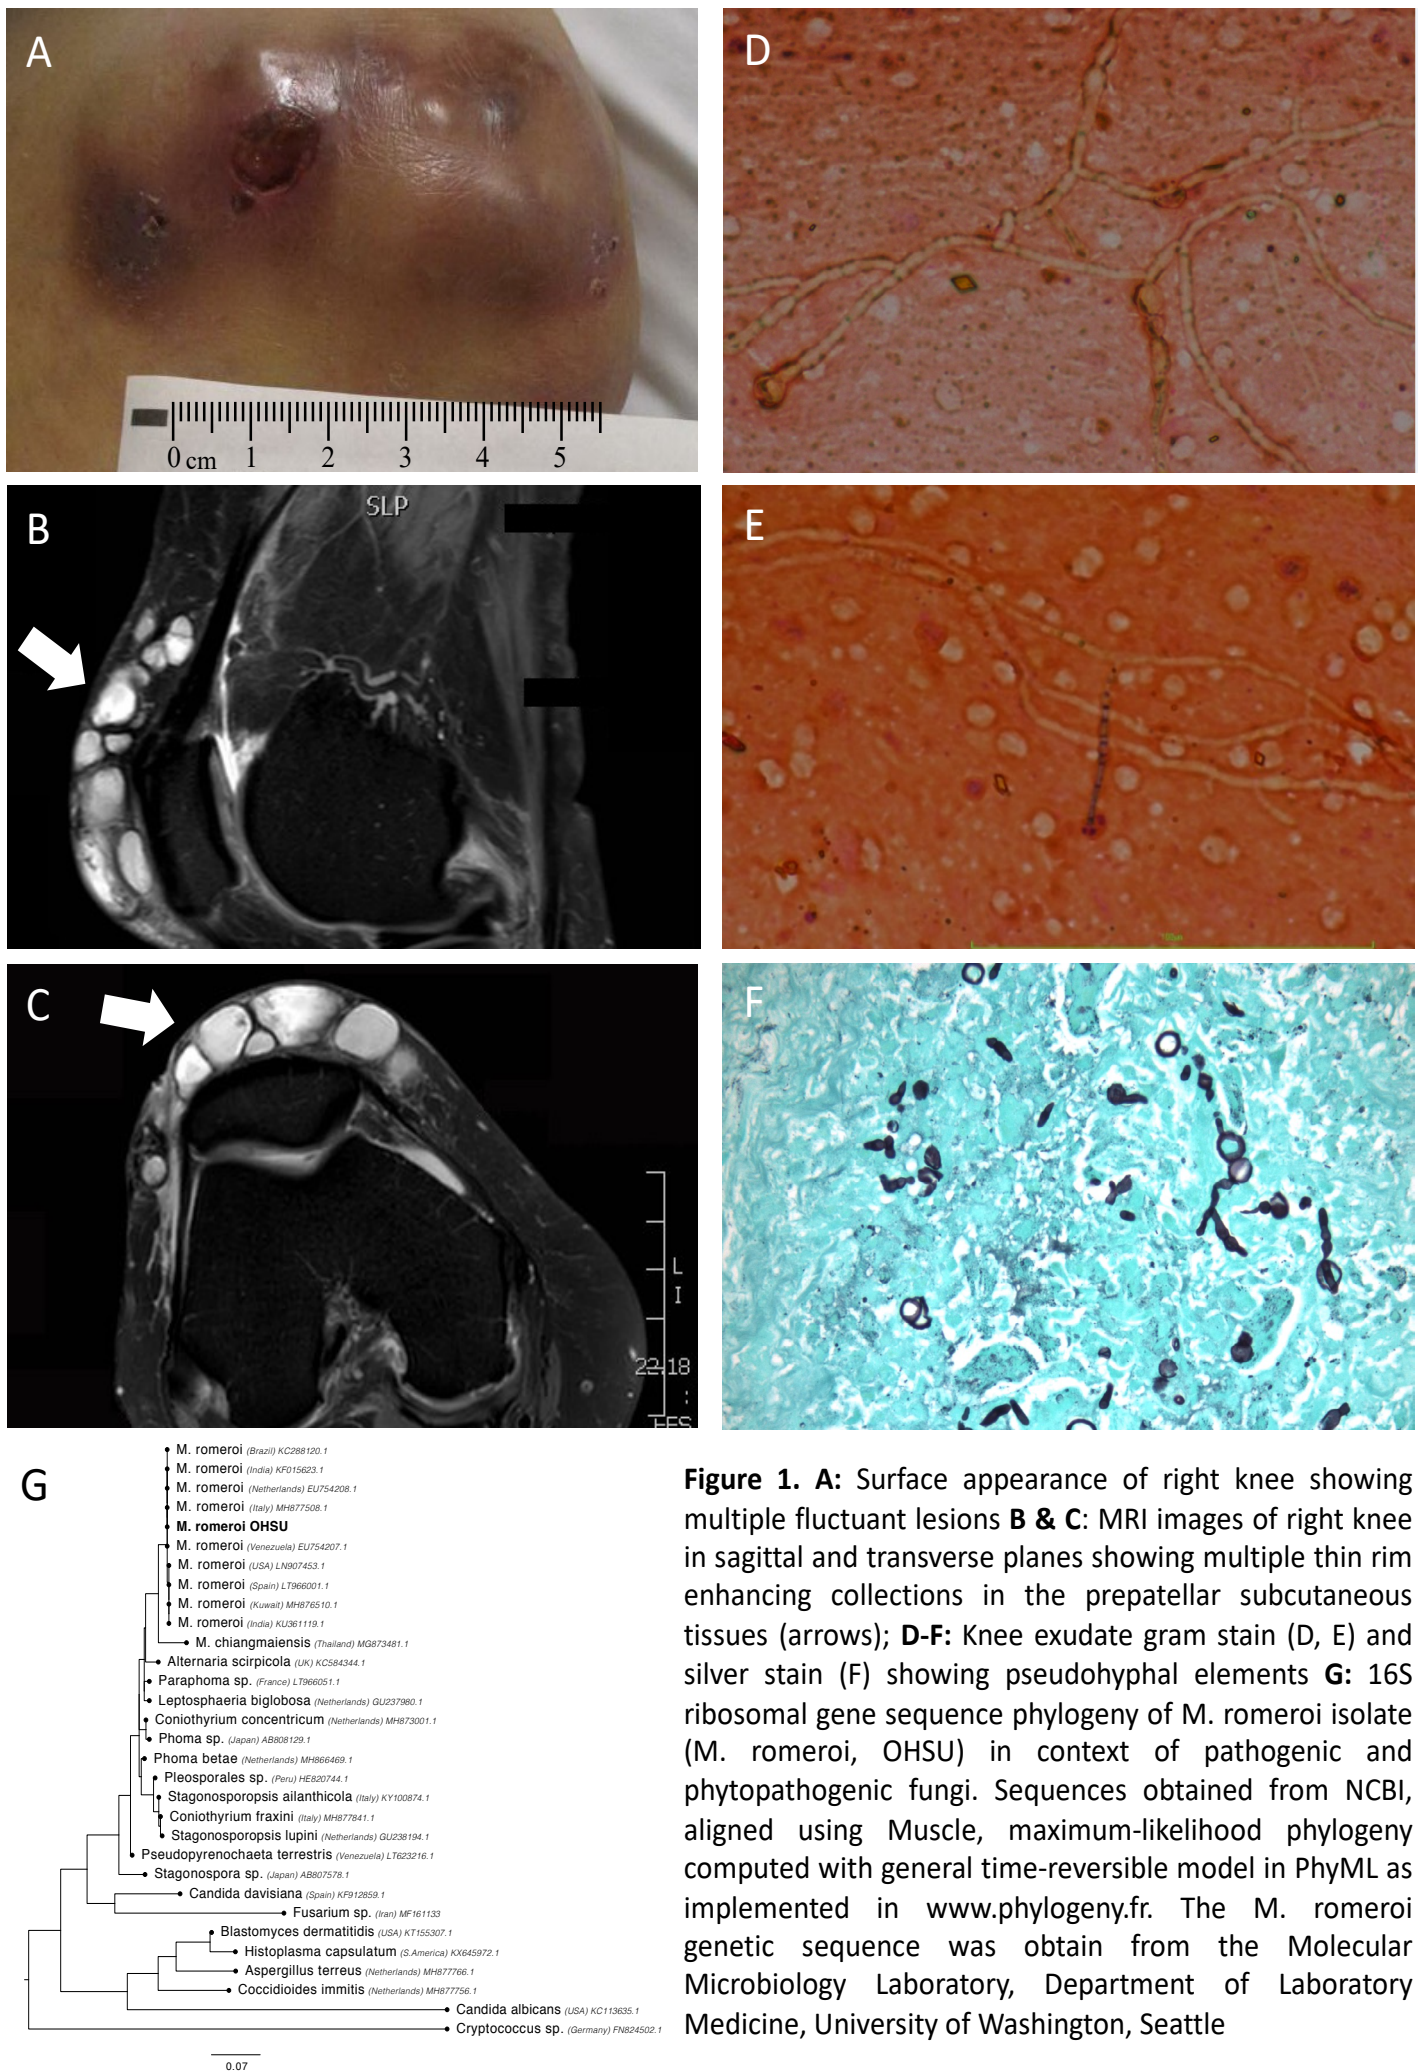 A
0 cm 1 2 3 4 5
D
B
SLP
E
100um
C
L
I
22.18
:
FFS
F
G
M. romeroi (Brazil) KC288120.1
M. romeroi (India) KF015623.1
M. romeroi (Netherlands) EU754208.1
M. romeroi (Italy) MH877508.1
M. romeroi OHSU
M. romeroi (Venezuela) EU754207.1
M. romeroi (USA) LN907453.1
M. romeroi (Spain) LT966001.1
M. romeroi (Kuwait) MH876510.1
M. romeroi (India) KU361119.1
M. chiangmaiensis (Thailand) MG873481.1
Alternaria scirpicola (UK) KC584344.1
Paraphoma sp. (France) LT966051.1
Leptosphaeria biglobosa (Netherlands) GU237980.1
Coniothyrium concentricum (Netherlands) MH873001.1
Phoma sp. (Japan) AB808129.1
Phoma betae (Netherlands) MH866469.1
Pleosporales sp. (Peru) HE820744.1
Stagonosporopsis ailanthicola (Italy) KY100874.1
Coniothyrium fraxini (Italy) MH877841.1
Stagonosporopsis lupini (Netherlands) GU238194.1
Pseudopyrenochaeta terrestris (Venezuela) LT623216.1
Stagonospora sp. (Japan) AB807578.1
Candida davisiana (Spain) KF912859.1
Fusarium sp. (Iran) MF161133
Blastomyces dermatitidis (USA) KT155307.1
Histoplasma capsulatum (S.America) KX645972.1
Aspergillus terreus (Netherlands) MH877766.1
Coccidioides immitis (Netherlands) MH877756.1
Candida albicans (USA) KC113635.1
Cryptococcus sp. (Germany) FN824502.1
0.07
Figure 1. A: Surface appearance of right knee showing
multiple fluctuant lesions B & C: MRI images of right knee
in sagittal and transverse planes showing multiple thin rim
enhancing collections in the prepatellar subcutaneous
tissues (arrows); D-F: Knee exudate gram stain (D, E) and
silver stain (F) showing pseudohyphal elements G: 16S
ribosomal gene sequence phylogeny of M. romeroi isolate
(M. romeroi, OHSU) in context of pathogenic and
phytopathogenic fungi. Sequences obtained from NCBI,
aligned using Muscle, maximum-likelihood phylogeny
computed with general time-reversible model in PhyML as
implemented in www.phylogeny.fr. The M. romeroi
genetic sequence was obtain from the Molecular
Microbiology Laboratory, Department of Laboratory
Medicine, University of Washington, Seattle